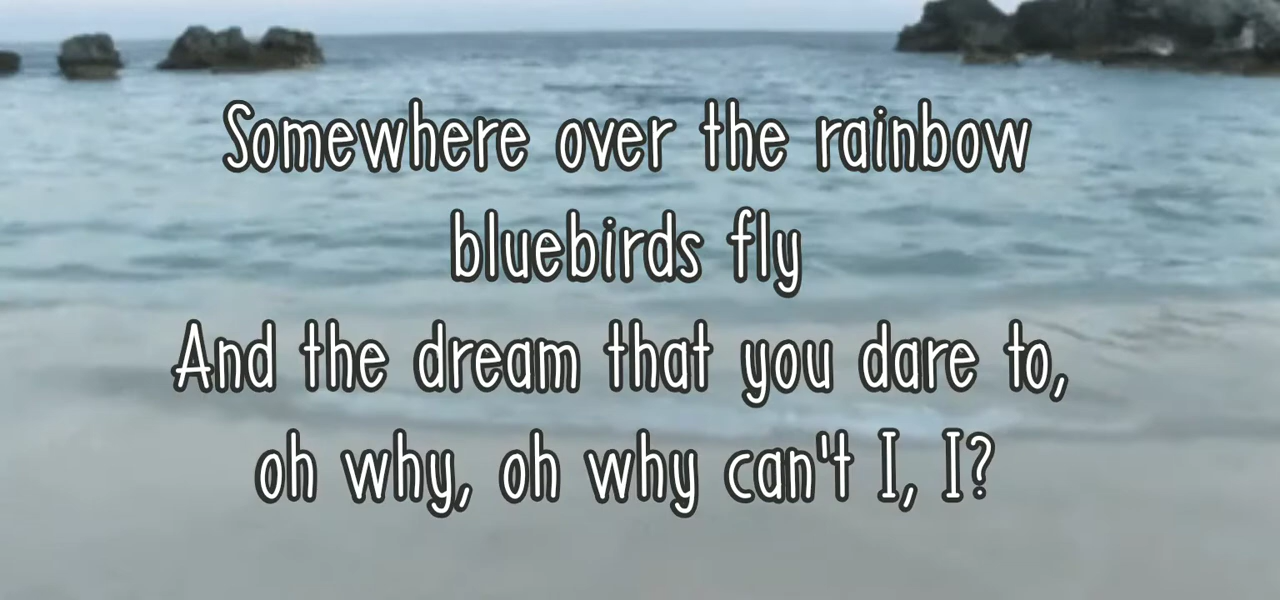 Somewhere over the rainbow
bluebirds fly
And the dream that you dare to,
oh why, oh why can't I, I?